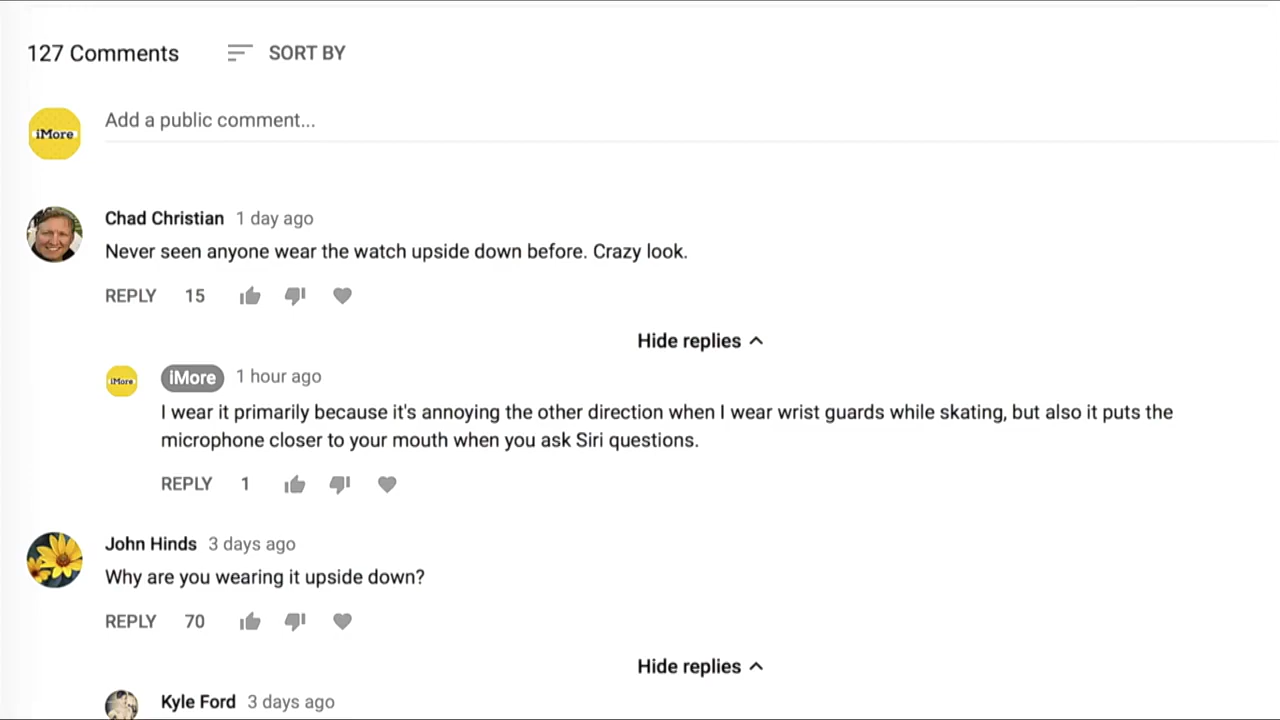 127 Comments SORT BY
iMore Add a public comment...
Chad Christian 1 day ago
Never seen anyone wear the watch upside down before. Crazy look.
REPLY 15
Hide replies
iMore iMore 1 hour ago
I wear it primarily because it's annoying the other direction when I wear wrist guards while skating, but also it puts the
microphone closer to your mouth when you ask Siri questions.
REPLY 1
John Hinds 3 days ago
Why are you wearing it upside down?
REPLY 70
Hide replies
Kyle Ford 3 days ago